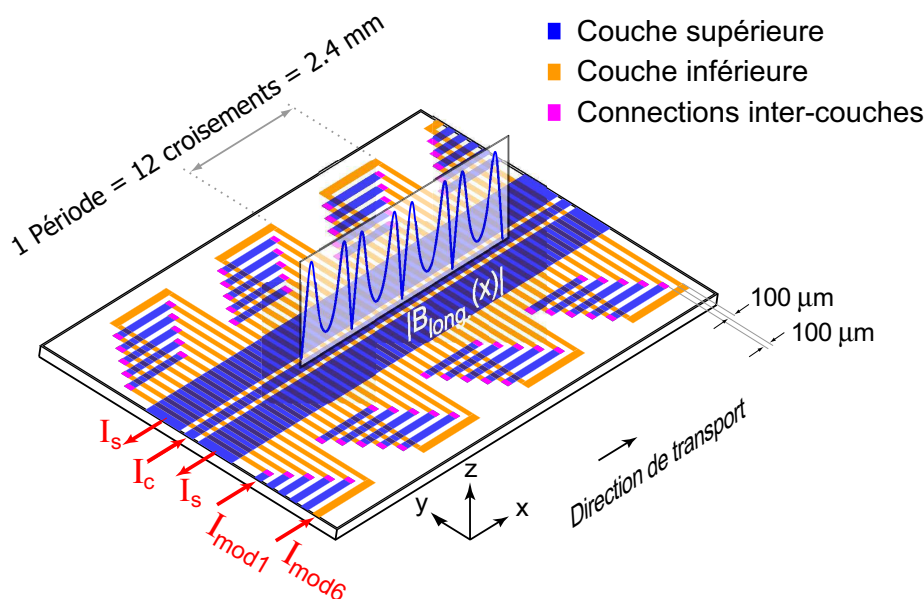 Couche supérieure
Couche inférieure
Connections inter-couches
1 Période = 12 croisements = 2.4 mm
|B_long. (x)|
100 µm
100 µm
I_s
I_c
I_s
I_mod1
I_mod6
z
y
x
Direction de transport